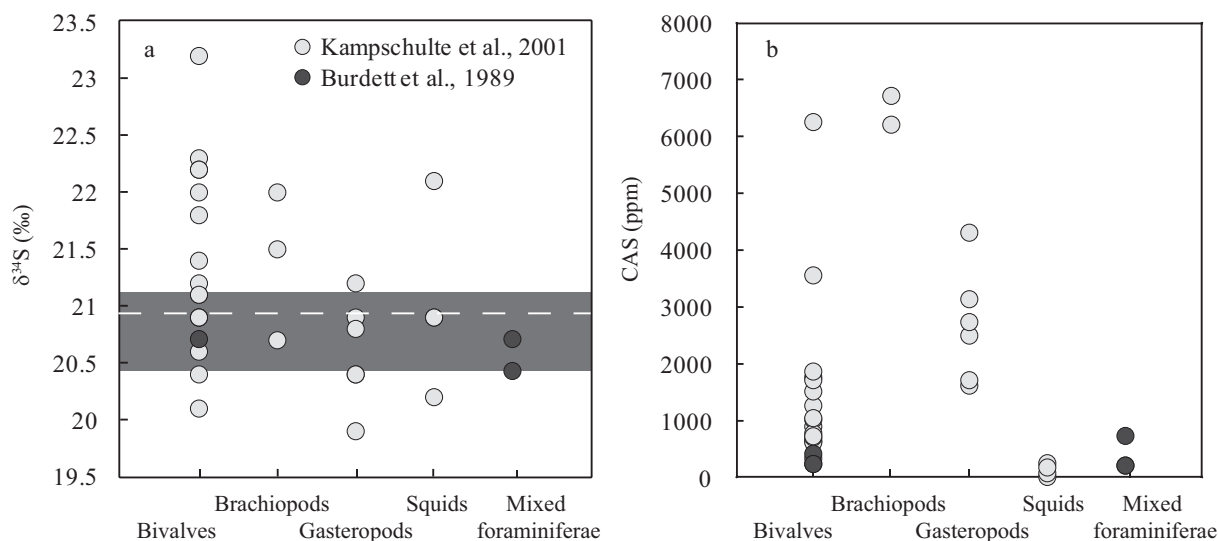 a
Kampschulte et al., 2001
Burdett et al., 1989
δ³⁴S (‰)
23.5
23
22.5
22
21.5
21
20.5
20
19.5
Brachiopods
Squids
Mixed
Bivalves
Gasteropods
foraminiferae
b
CAS (ppm)
8000
7000
6000
5000
4000
3000
2000
1000
0
Brachiopods
Squids
Mixed
Bivalves
Gasteropods
foraminiferae